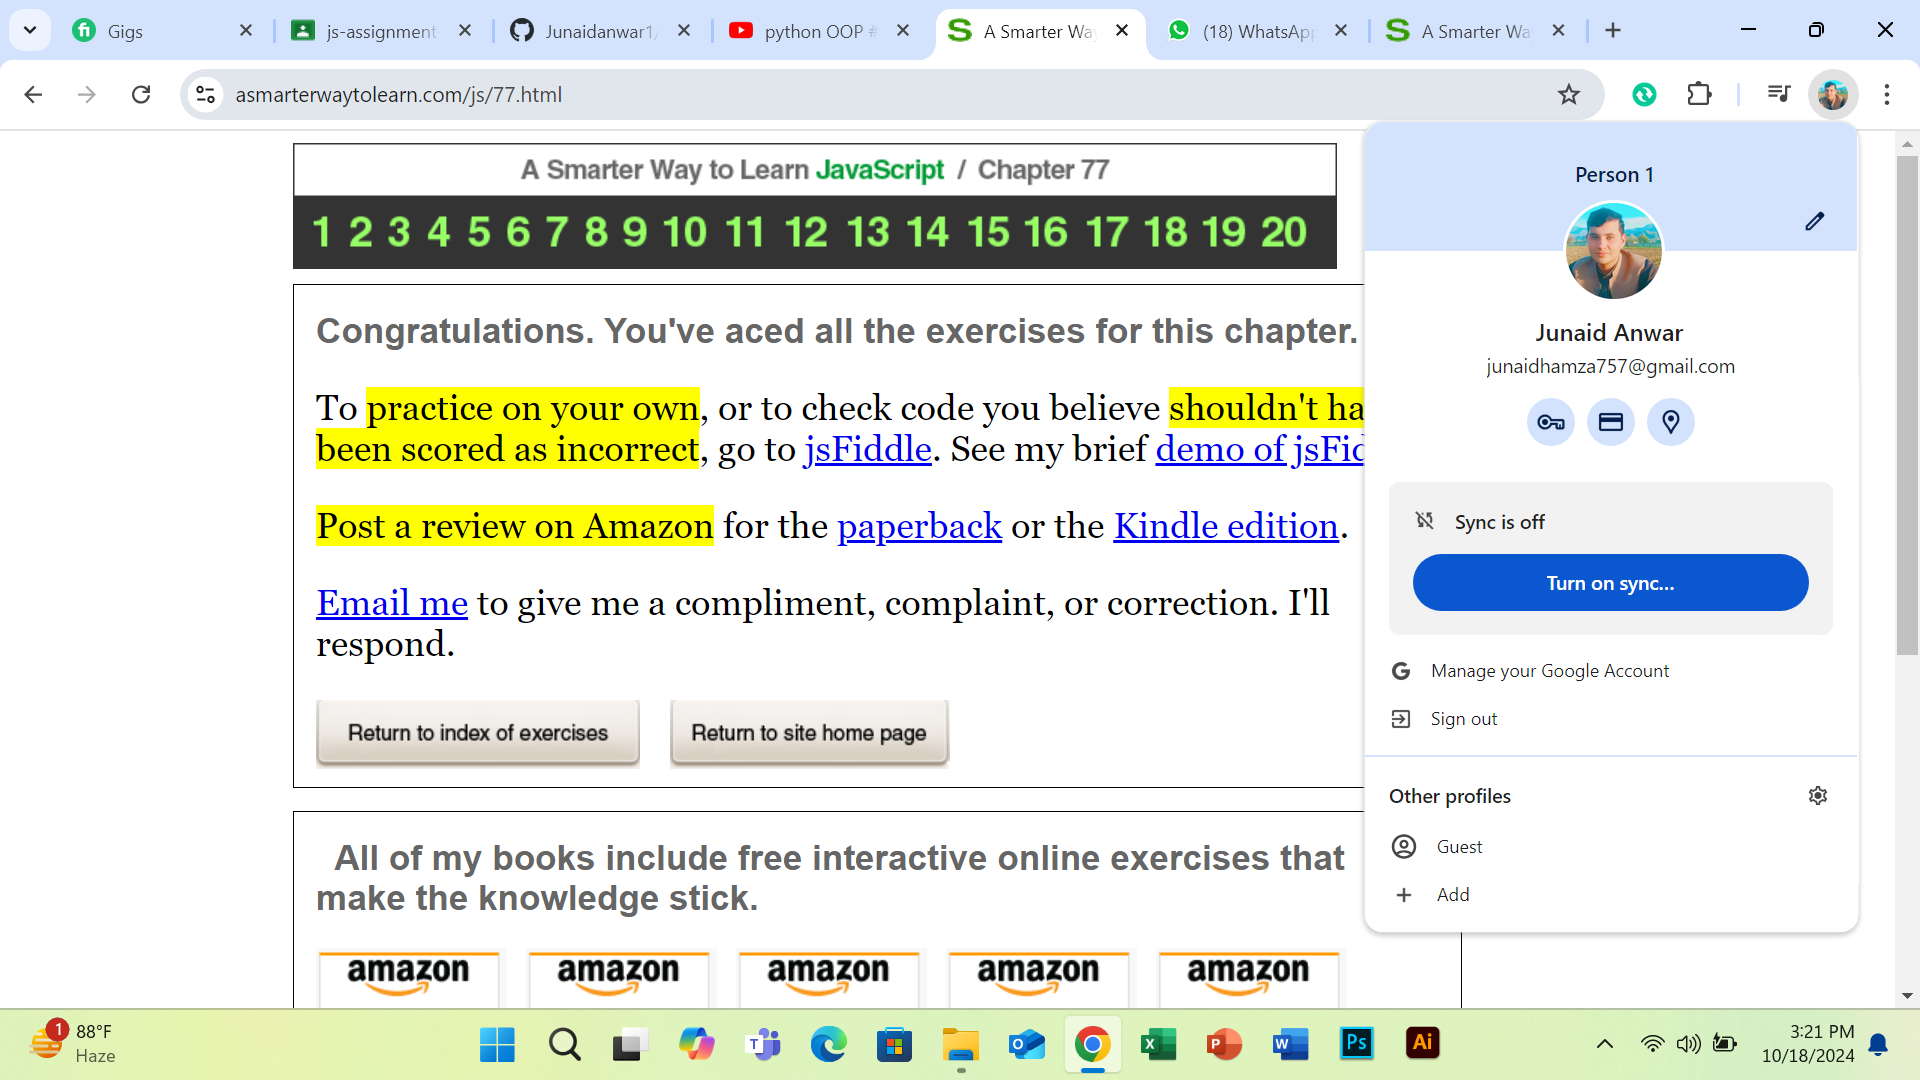 Gigs
js-assignment
Junaidanwar1/
python OOP #
A Smarter Wa
(18) WhatsApp
A Smarter Wa
asmarterwaytolearn.com/js/77.html
A Smarter Way to Learn JavaScript / Chapter 77
1 2 3 4 5 6 7 8 9 10 11 12 13 14 15 16 17 18 19 20
Congratulations. You've aced all the exercises for this chapter.
To practice on your own, or to check code you believe shouldn't ha
been scored as incorrect, go to jsFiddle. See my brief demo of jsFid
Post a review on Amazon for the paperback or the Kindle edition.
Email me to give me a compliment, complaint, or correction. I'll
respond.
Return to index of exercises
Return to site home page
All of my books include free interactive online exercises that
make the knowledge stick.
amazon
amazon
amazon
amazon
amazon
Person 1
Junaid Anwar
junaidhamza757@gmail.com
Sync is off
Turn on sync...
Manage your Google Account
Sign out
Other profiles
Guest
Add
1
88°F
Haze
3:21 PM
10/18/2024